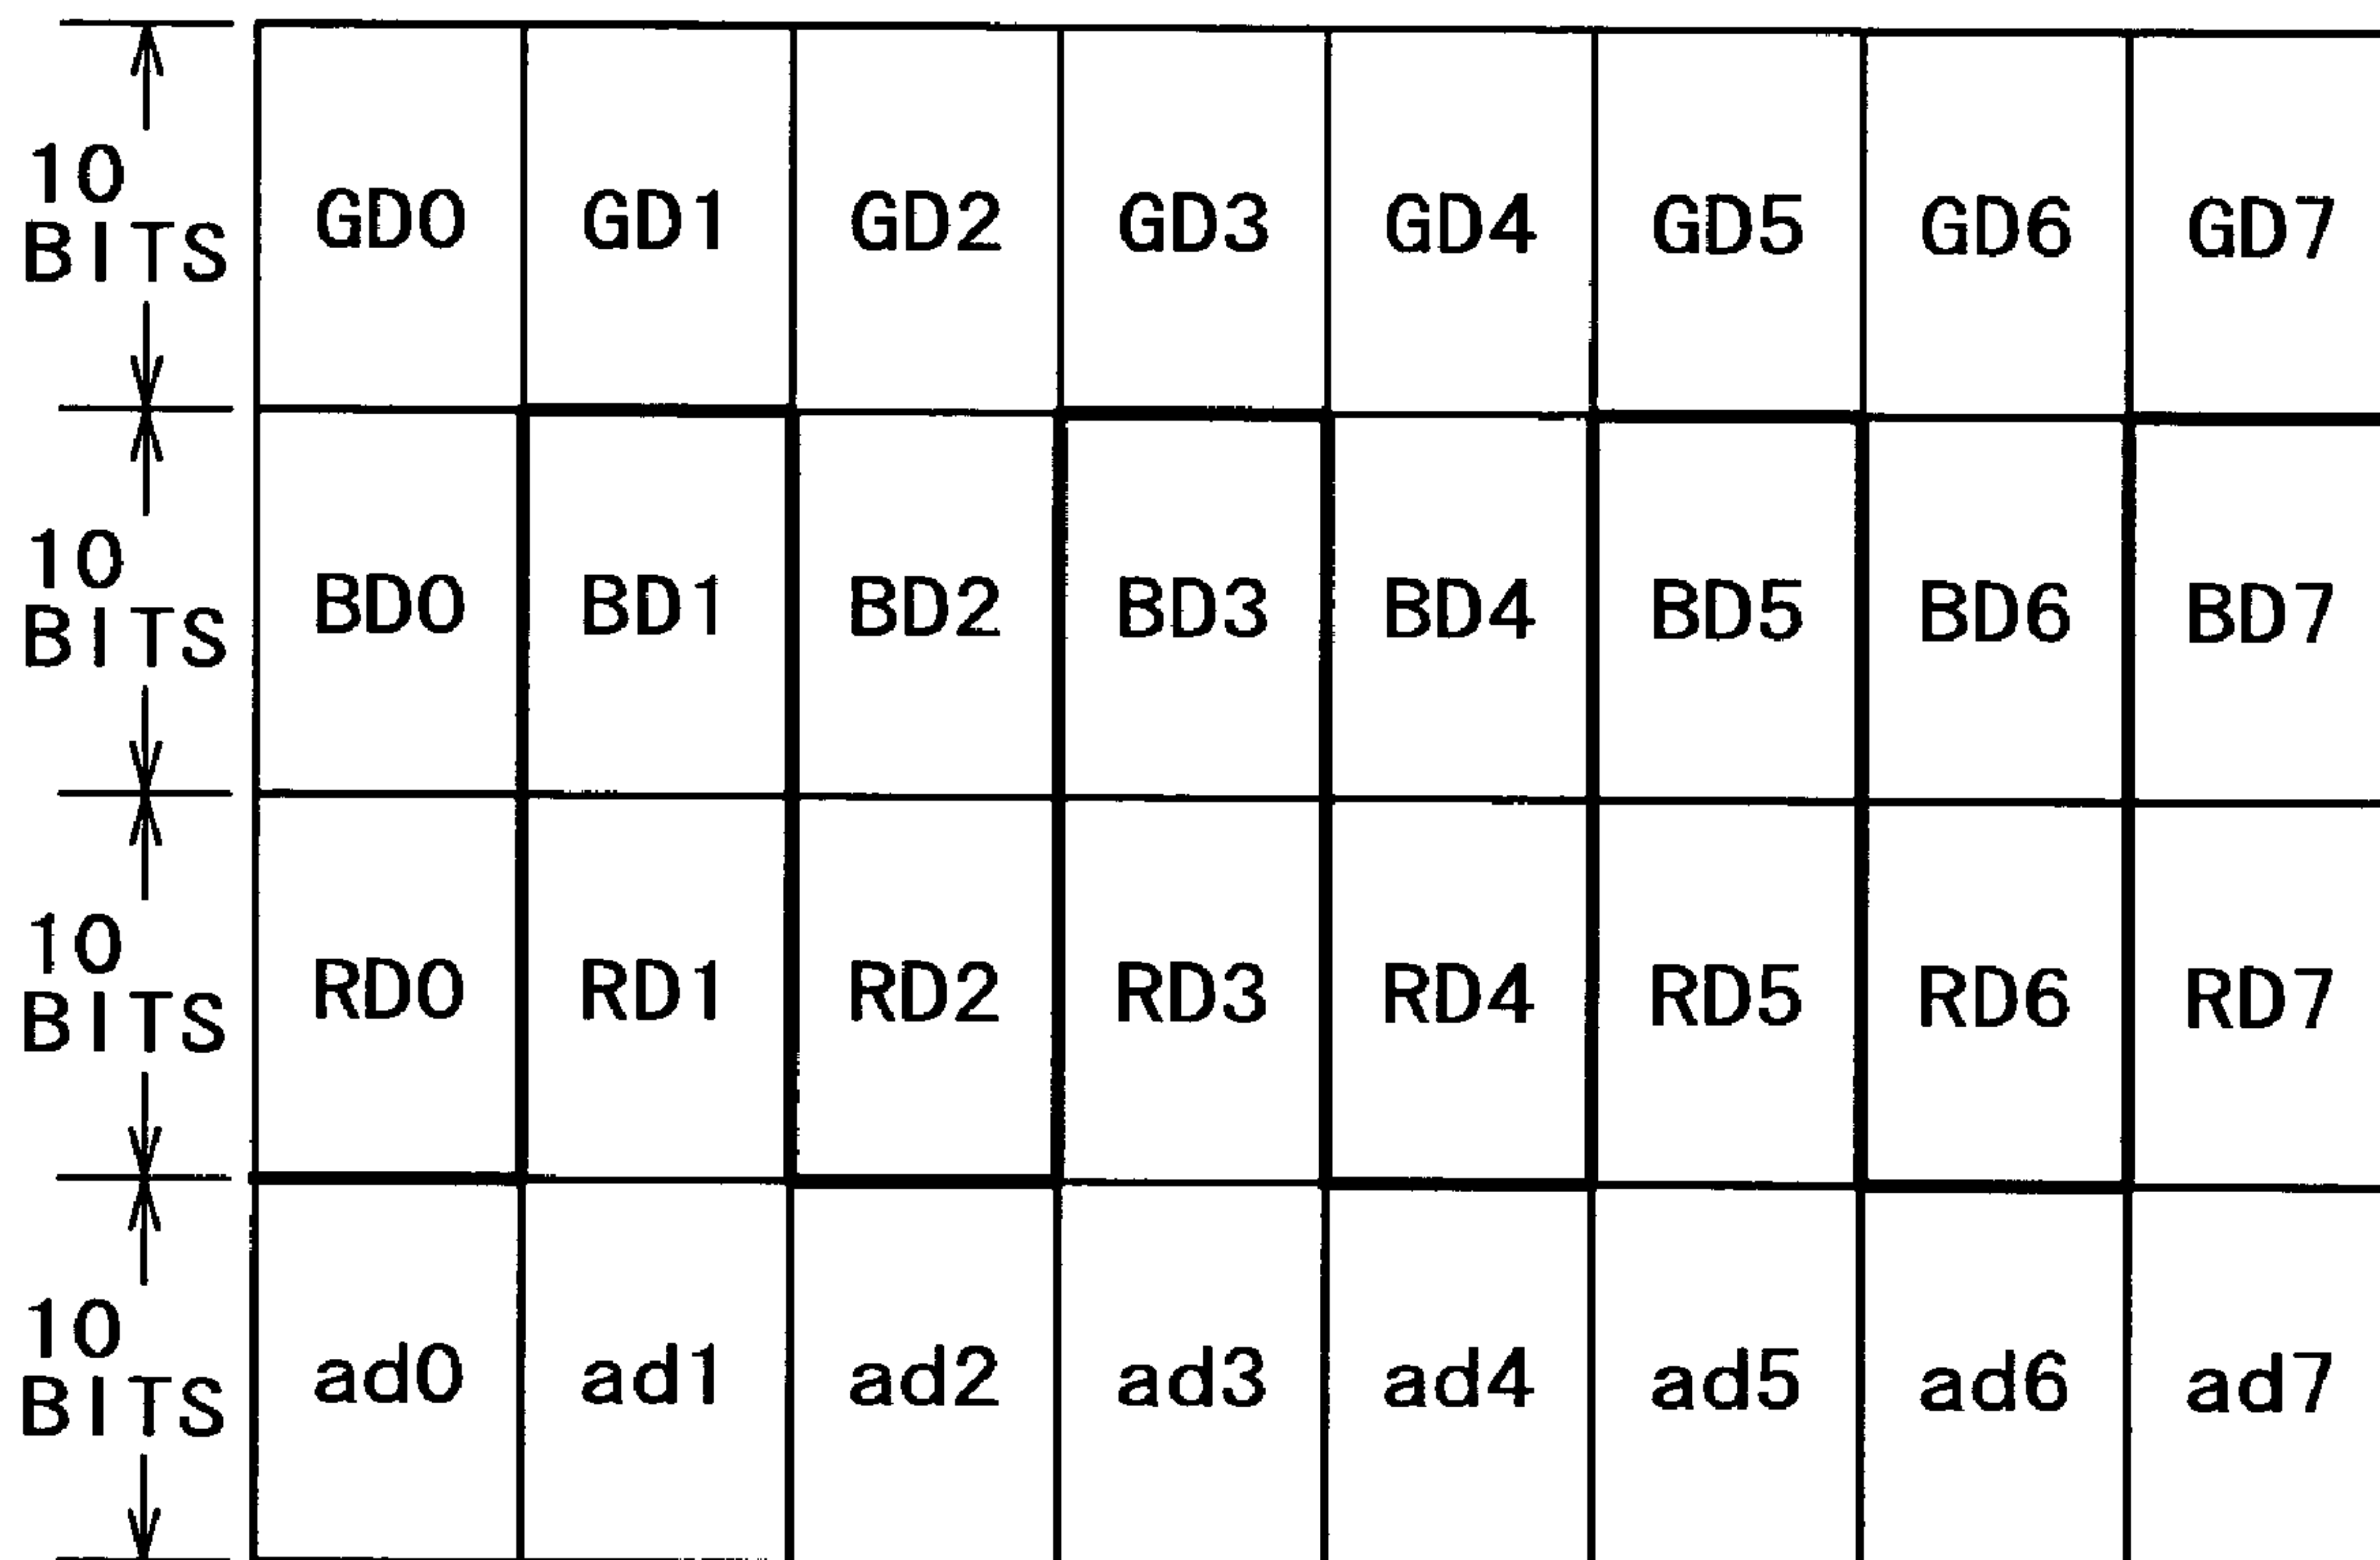 10
BITS
GD0 GD1 GD2 GD3 GD4 GD5 GD6 GD7
10
BITS
BD0 BD1 BD2 BD3 BD4 BD5 BD6 BD7
10
BITS
RD0 RD1 RD2 RD3 RD4 RD5 RD6 RD7
10
BITS
ad0 ad1 ad2 ad3 ad4 ad5 ad6 ad7